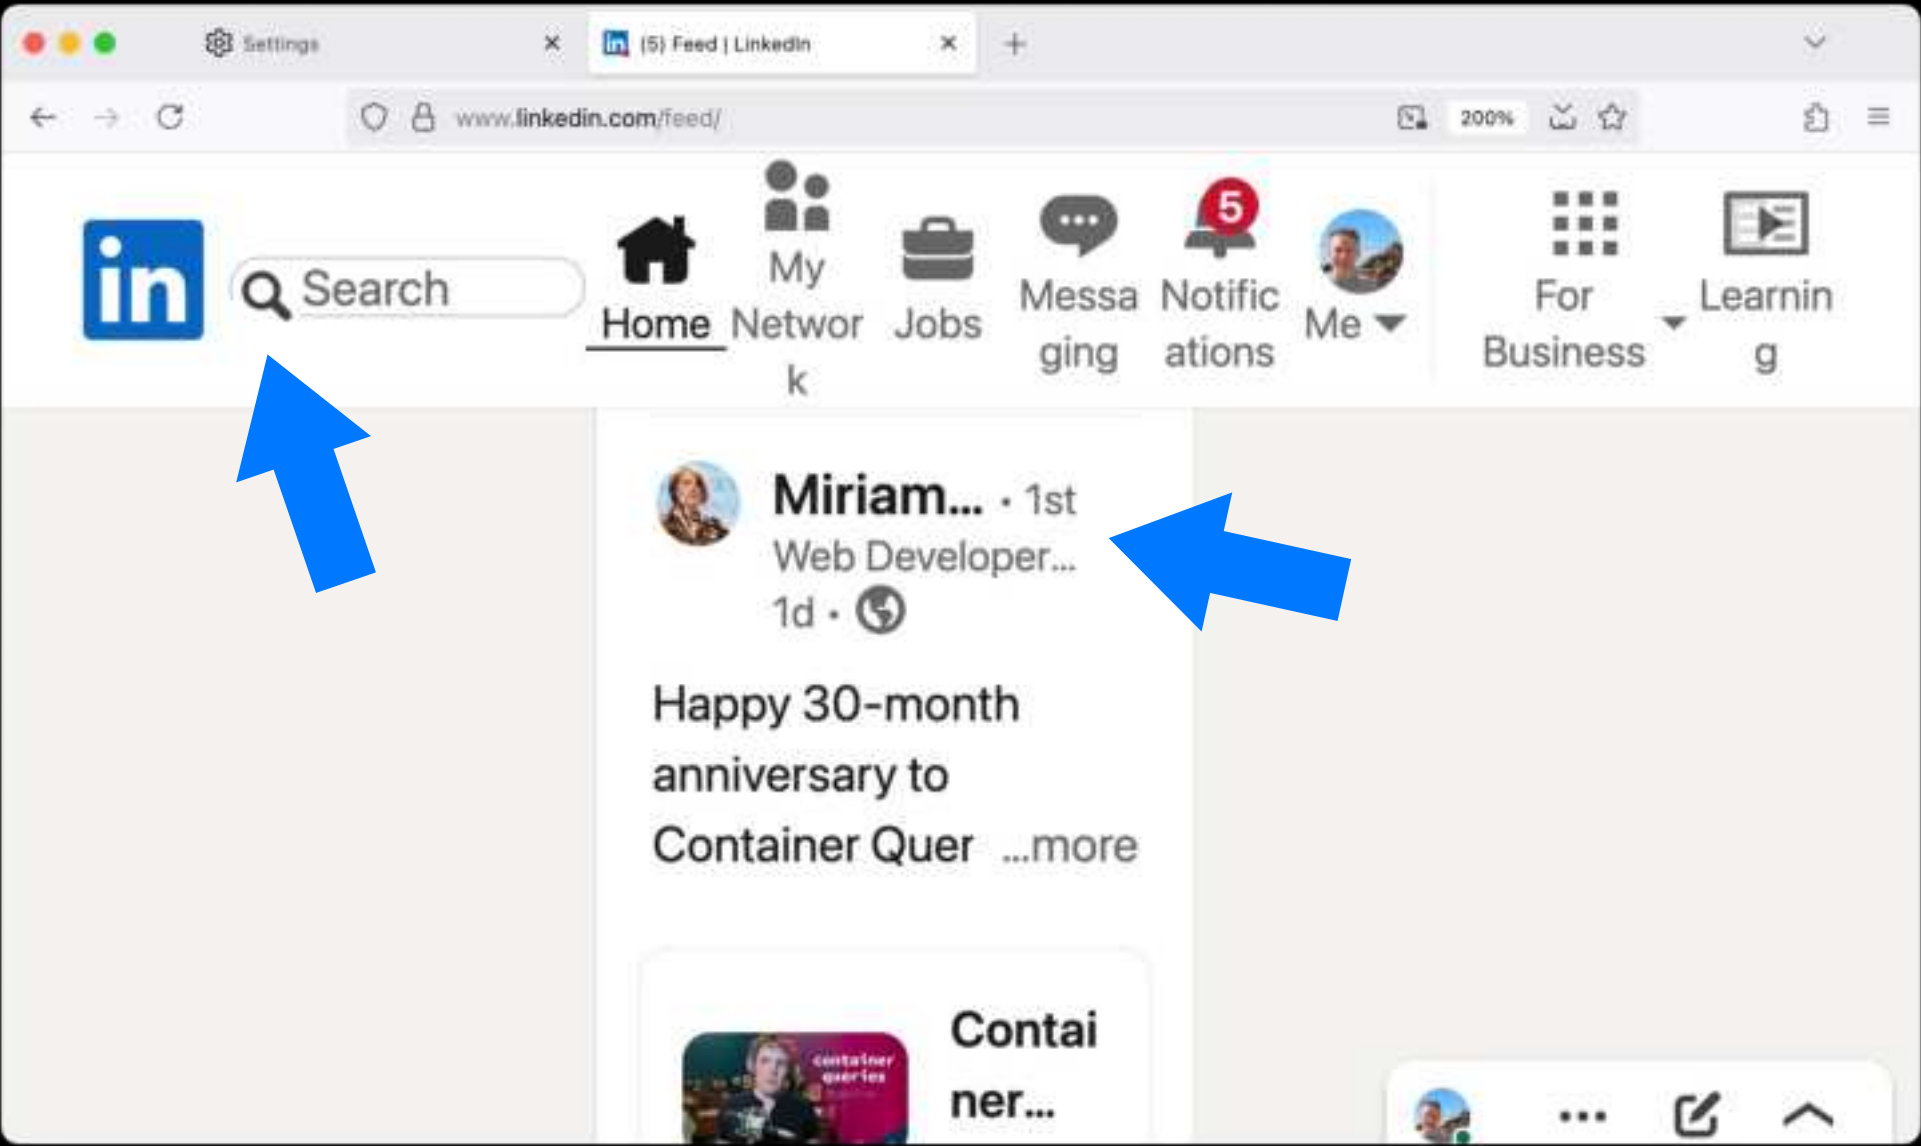 Settings
(5) Feed | LinkedIn
www.linkedin.com/feed/
200%
in
Search
Home
My
Networ
k
Jobs
Messa
ging
5
Notific
ations
Me
For
Business
Learnin
g
Miriam... • 1st
Web Developer...
1d •
Happy 30-month
anniversary to
Container Quer ...more
container
queries
Contai
ner...